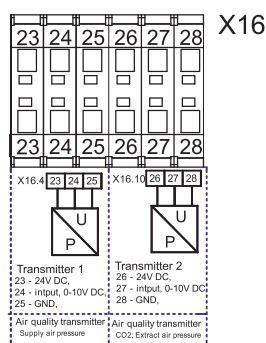 X16
23 24 25 26 27 28
23 24 25 26 27 28
X16.4 23 24 25
X16.10 26 27 28
U
P
U
P
Transmitter 1
23 - 24V DC,
24 - intput, 0-10V DC,
25 - GND,
Transmitter 2
26 - 24V DC,
27 - intput, 0-10V DC
28 - GND,
Air quality transmitter
Supply air pressure
Air quality transmitter
CO2; Extract air pressure